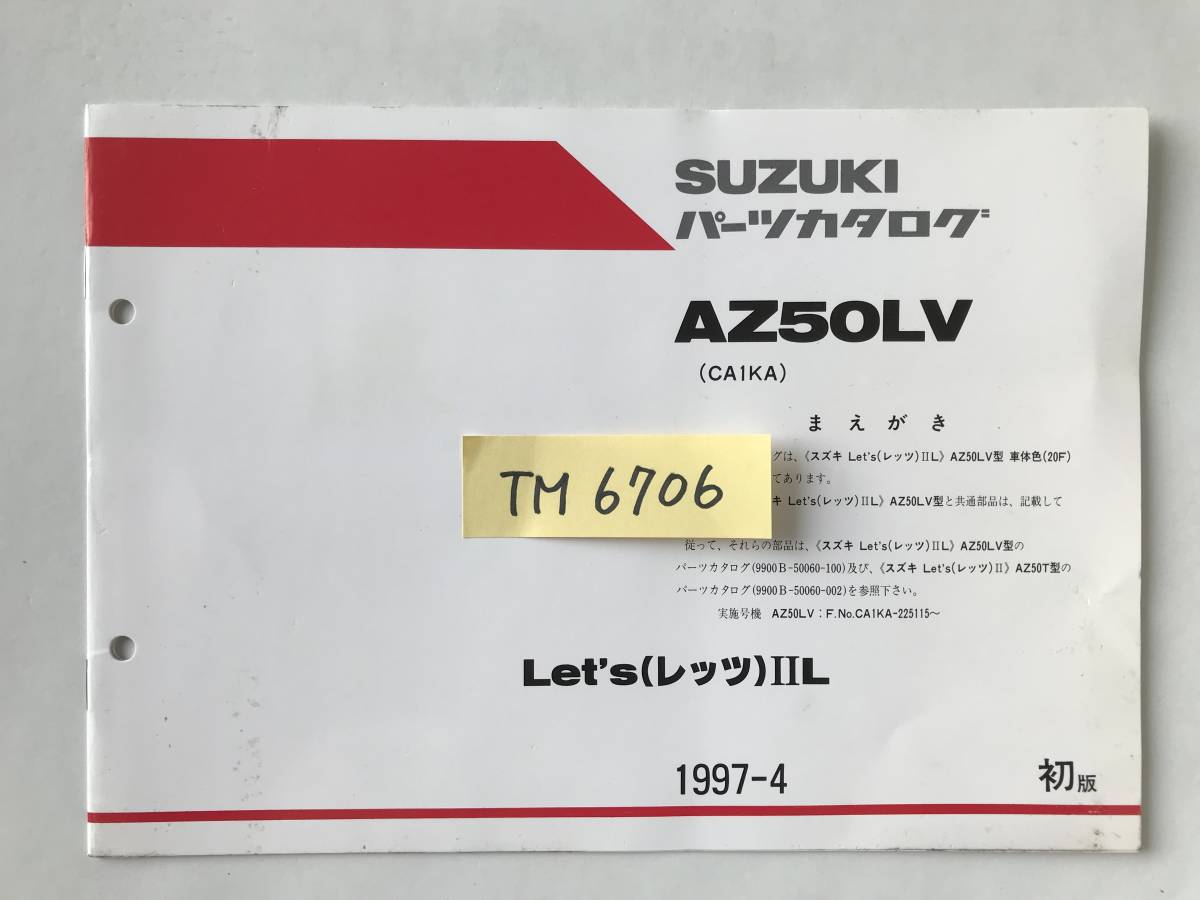 SUZUKI
パーツカタログ
AZ50LV
(CA1KA)
まえがき
グは、《スズキ Let's(レッツ)ⅡL》AZ50LV型 車体色(20F)
てあります。
キ Let's(レッツ)ⅡL》AZ50LV型と共通部品は、記載して
従って、それらの部品は、《スズキ Let's(レッツ)ⅡL》AZ50LV型の
パーツカタログ(9900B-50060-100)及び、《スズキ Let's(レッツ)Ⅱ》AZ50T型の
パーツカタログ(9900B-50060-002)を参照下さい。
実施号機 AZ50LV：F.No.CA1KA-225115～
TM 6706
Let's(レッツ)ⅡL
1997-4
初版